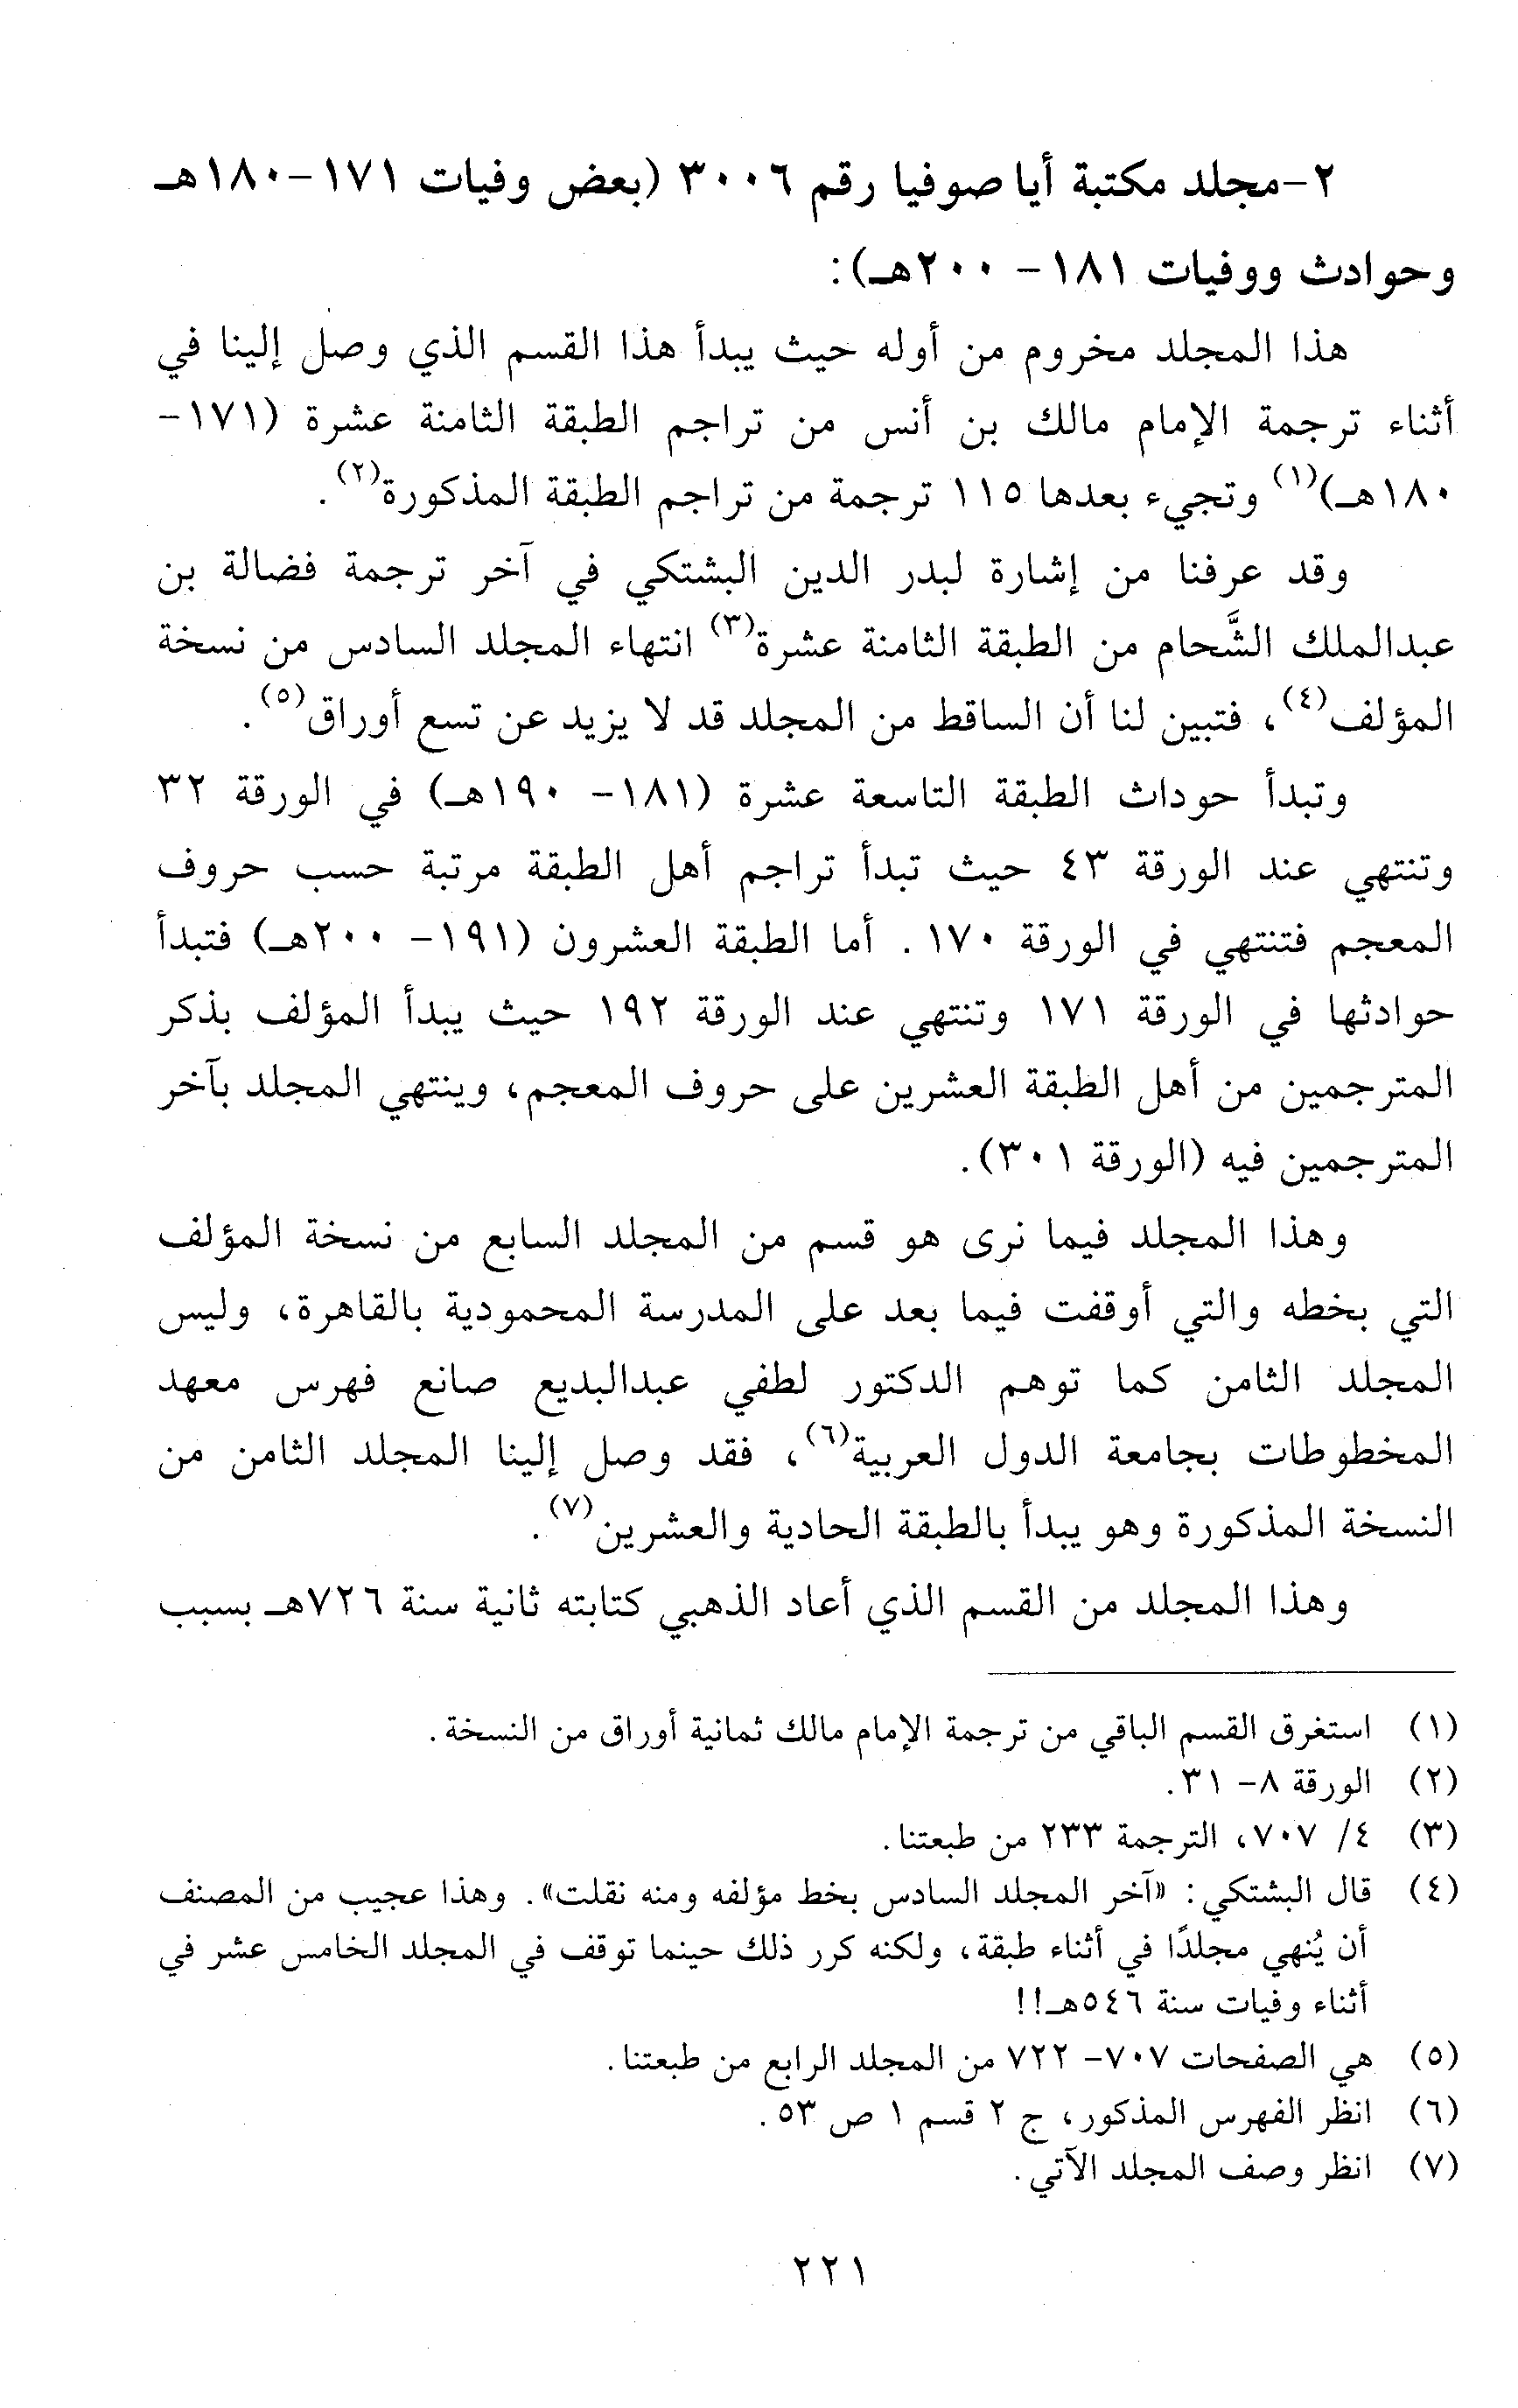 ٢-مجلد مكتبة أيا صوفيا رقم ٣٠٠٦ (بعض وفيات ١٧١-١٨٠هـ
وحوادث ووفيات ١٨١- ٢٠٠هـ):
هذا المجلد مخروم من أوله حيث يبدأ هذا القسم الذي وصل إلينا في
أثناء ترجمة الإمام مالك بن أنس من تراجم الطبقة الثامنة عشرة (١٧١-
١٨٠هـ)(١) وتجيء بعدها ١١٥ ترجمة من تراجم الطبقة المذكورة(٢).
وقد عرفنا من إشارة لبدر الدين البشتكي في آخر ترجمة فضالة بن
عبدالملك الشَّحام من الطبقة الثامنة عشرة(٣) انتهاء المجلد السادس من نسخة
المؤلف(٤)، فتبين لنا أن الساقط من المجلد قد لا يزيد عن تسع أوراق(٥).
وتبدأ حوداث الطبقة التاسعة عشرة (١٨١- ١٩٠هـ) في الورقة ٣٢
وتنتهي عند الورقة ٤٣ حيث تبدأ تراجم أهل الطبقة مرتبة حسب حروف
المعجم فتنتهي في الورقة ١٧٠. أما الطبقة العشرون (١٩١- ٢٠٠هـ) فتبدأ
حوادثها في الورقة ١٧١ وتنتهي عند الورقة ١٩٢ حيث يبدأ المؤلف بذكر
المترجمين من أهل الطبقة العشرين على حروف المعجم، وينتهي المجلد بآخر
المترجمين فيه (الورقة ٣٠١).
وهذا المجلد فيما نرى هو قسم من المجلد السابع من نسخة المؤلف
التي بخطه والتي أوقفت فيما بعد على المدرسة المحمودية بالقاهرة، وليس
المجلد الثامن كما توهم الدكتور لطفي عبدالبديع صانع فهرس معهد
المخطوطات بجامعة الدول العربية(٦)، فقد وصل إلينا المجلد الثامن من
النسخة المذكورة وهو يبدأ بالطبقة الحادية والعشرين(٧).
وهذا المجلد من القسم الذي أعاد الذهبي كتابته ثانية سنة ٧٢٦هـ بسبب
(١) استغرق القسم الباقي من ترجمة الإمام مالك ثمانية أوراق من النسخة.
(٢) الورقة ٨- ٣١.
(٣) ٤/ ٧٠٧، الترجمة ٢٣٣ من طبعتنا.
(٤) قال البشتكي: «آخر المجلد السادس بخط مؤلفه ومنه نقلت». وهذا عجيب من المصنف
أن يُنهي مجلدًا في أثناء طبقة، ولكنه كرر ذلك حينما توقف في المجلد الخامس عشر في
أثناء وفيات سنة ٥٤٦هـ!!
(٥) هي الصفحات ٧٠٧- ٧٢٢ من المجلد الرابع من طبعتنا.
(٦) انظر الفهرس المذكور، ج ٢ قسم ١ ص ٥٣.
(٧) انظر وصف المجلد الآتي.
٢٢١